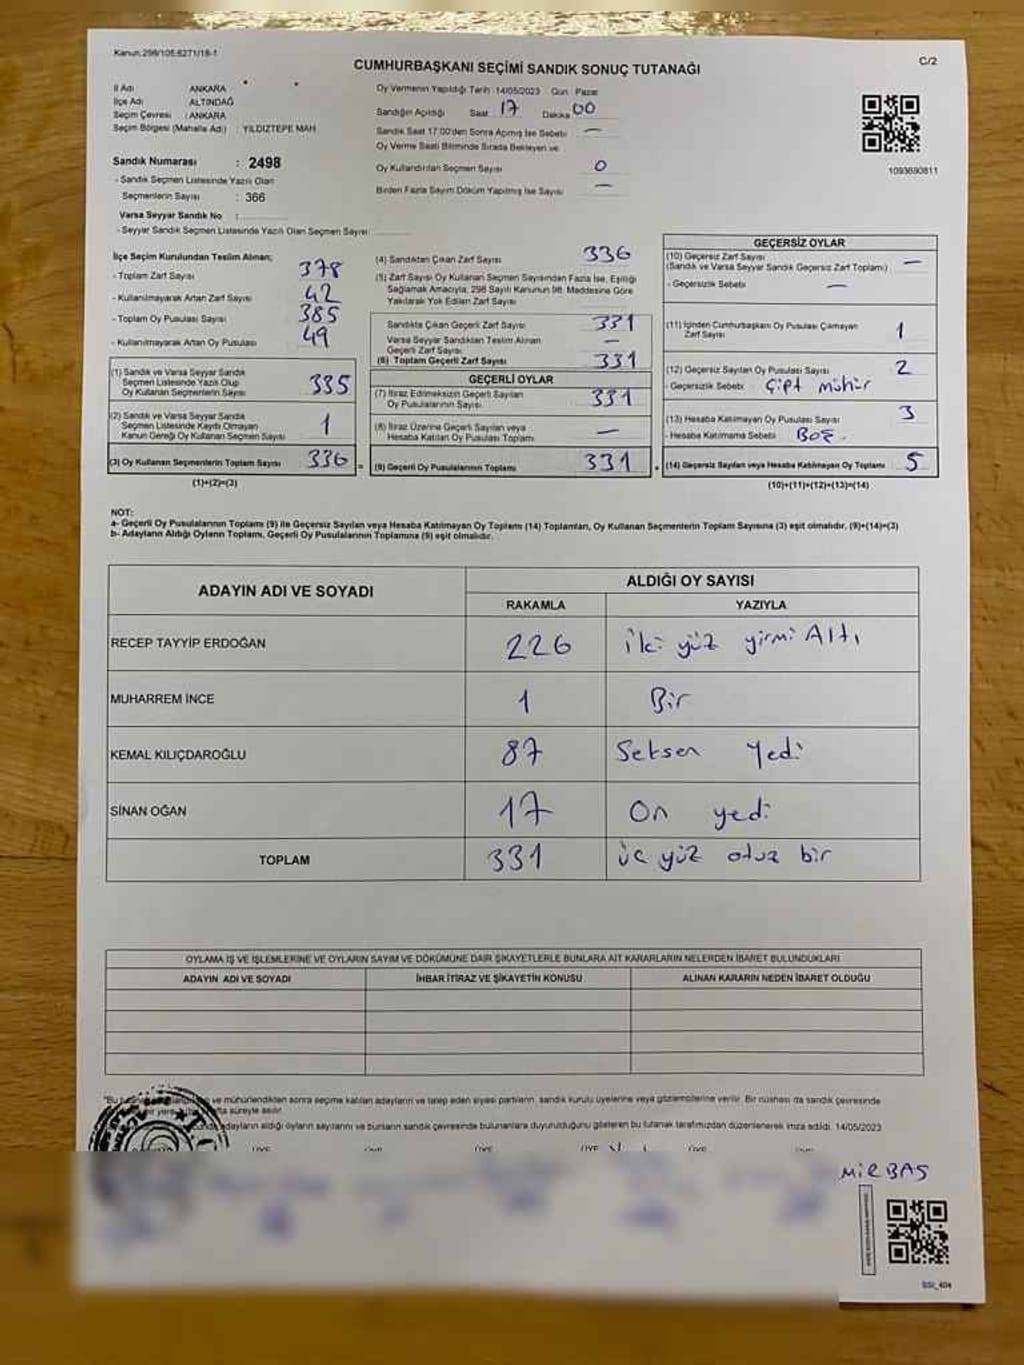 Kanun:298/105-6271/18-1
C/2
CUMHURBAŞKANI SEÇİMİ SANDIK SONUÇ TUTANAĞI
İl Adı ANKARA
İlçe Adı ALTINDAĞ
Seçim Çevresi : ANKARA
Seçim Bölgesi (Mahalle Adı) : YILDIZTEPE MAH
Sandık Numarası : 2498
- Sandık Seçmen Listesinde Yazılı Olan
Seçmenlerin Sayısı : 366
Varsa Seyyar Sandık No :
- Seyyar Sandık Seçmen Listesinde Yazılı Olan Seçmen Sayısı
Oy Vermenin Yapıldığı Tarih :14/05/2023 Gün : Pazar
Sandığın Açıldığı Saat 17 Dakika 00
Sandık Saat 17.00'den Sonra Açmış İse Sebebi —
Oy Verme Saati Bitiminde Sırada Bekleyen ve
Oy Kullandırılan Seçmen Sayısı 0
Birden Fazla Sayım Döküm Yapılmış İse Sayısı —
1093690811
İlçe Seçim Kurulundan Teslim Alınan;
- Toplam Zarf Sayısı 378
- Kullanılmayarak Artan Zarf Sayısı 42
- Toplam Oy Pusulası Sayısı 385
- Kullanılmayarak Artan Oy Pusulası 49
(1) Sandık ve Varsa Seyyar Sandık
Seçmen Listesinde Yazılı Olup
Oy Kullanan Seçmenlerin Sayısı 335
(2) Sandık ve Varsa Seyyar Sandık
Seçmen Listesinde Kaydı Olmayan
Kanun Gereği Oy Kullanan Seçmen Sayısı 1
(3) Oy Kullanan Seçmenlerin Toplam Sayısı 336
(1)+(2)=(3)
(4) Sandıktan Çıkan Zarf Sayısı 336
(5) Zarf Sayısı Oy Kullanan Seçmen Sayısından Fazla İse, Eşitliği
Sağlamak Amacıyla; 298 Sayılı Kanunun 98. Maddesine Göre
Yakılarak Yok Edilen Zarf Sayısı
Sandıkta Çıkan Geçerli Zarf Sayısı 331
Varsa Seyyar Sandıktan Teslim Alınan
Geçerli Zarf Sayısı —
(6) Toplam Geçerli Zarf Sayısı 331
GEÇERLİ OYLAR
(7) İtiraz Edilmeksizin Geçerli Sayılan
Oy Pusulalarının Sayısı 331
(8) İtiraz Üzerine Geçerli Sayılan veya
Hesaba Katılan Oy Pusulası Toplamı —
(9) Geçerli Oy Pusulalarının Toplamı 331
GEÇERSİZ OYLAR
(10) Geçersiz Zarf Sayısı —
(Sandık ve Varsa Seyyar Sandık Geçersiz Zarf Toplamı)
- Geçersizlik Sebebi —
(11) İçinden Cumhurbaşkanı Oy Pusulası Çıkmayan
Zarf Sayısı 1
(12) Geçersiz Sayılan Oy Pusulası Sayısı 2
- Geçersizlik Sebebi Çift mühür
(13) Hesaba Katılmayan Oy Pusulası Sayısı 3
- Hesaba Katılmama Sebebi Boş.
(14) Geçersiz Sayılan veya Hesaba Katılmayan Oy Toplamı 5
(10)+(11)+(12)+(13)=(14)
NOT:
a- Geçerli Oy Pusulalarının Toplamı (9) ile Geçersiz Sayılan veya Hesaba Katılmayan Oy Toplamı (14) Toplamları, Oy Kullanan Seçmenlerin Toplam Sayısına (3) eşit olmalıdır. (9)+(14)=(3)
b- Adayların Aldığı Oyların Toplamı, Geçerli Oy Pusulalarının Toplamına (9) eşit olmalıdır.
ADAYIN ADI VE SOYADI ALDIĞI OY SAYISI
RAKAMLA YAZIYLA
RECEP TAYYİP ERDOĞAN 226 iki yüz yirmi Altı
MUHARREM İNCE 1 Bir
KEMAL KILIÇDAROĞLU 87 Seksen Yedi
SİNAN OĞAN 17 On yedi
TOPLAM 331 üç yüz otuz bir
OYLAMA İŞ VE İŞLEMLERİNE VE OYLARIN SAYIM VE DÖKÜMÜNE DAİR ŞİKAYETLERLE BUNLARA AİT KARARLARIN NELERDEN İBARET BULUNDUKLARI
ADAYIN ADI VE SOYADI İHBAR İTİRAZ VE ŞİKAYETİN KONUSU ALINAN KARARIN NEDEN İBARET OLDUĞU
ve mühürlendikten sonra seçime katılan adayların ve talep eden siyasi partilerin, sandık kurulu üyelerine veya gözlemcilerine verilir. Bir nüshası da sandık çevresinde
süreyle asılır.
adayların aldığı oyların sayılarını ve bunların sandık çevresinde bulunanlara duyurulduğunu gösteren bu tutanak tarafımızdan düzenlenerek imza edildi. 14/05/2023
MİRBAŞ
SSI_404